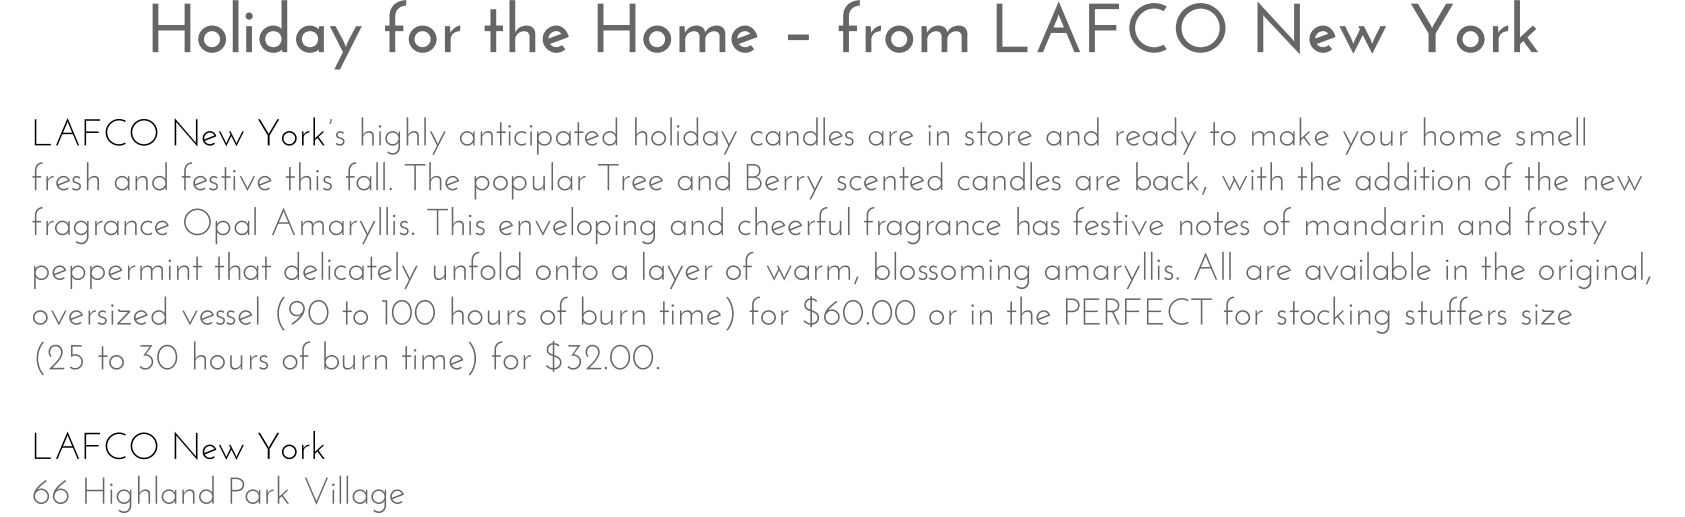 Holiday for the Home – from LAFCO New York
LAFCO New York's highly anticipated holiday candles are in store and ready to make your home smell
fresh and festive this fall. The popular Tree and Berry scented candles are back, with the addition of the new
fragrance Opal Amaryllis. This enveloping and cheerful fragrance has festive notes of mandarin and frosty
peppermint that delicately unfold onto a layer of warm, blossoming amaryllis. All are available in the original,
oversized vessel (90 to 100 hours of burn time) for $60.00 or in the PERFECT for stocking stuffers size
(25 to 30 hours of burn time) for $32.00.
LAFCO New York
66 Highland Park Village